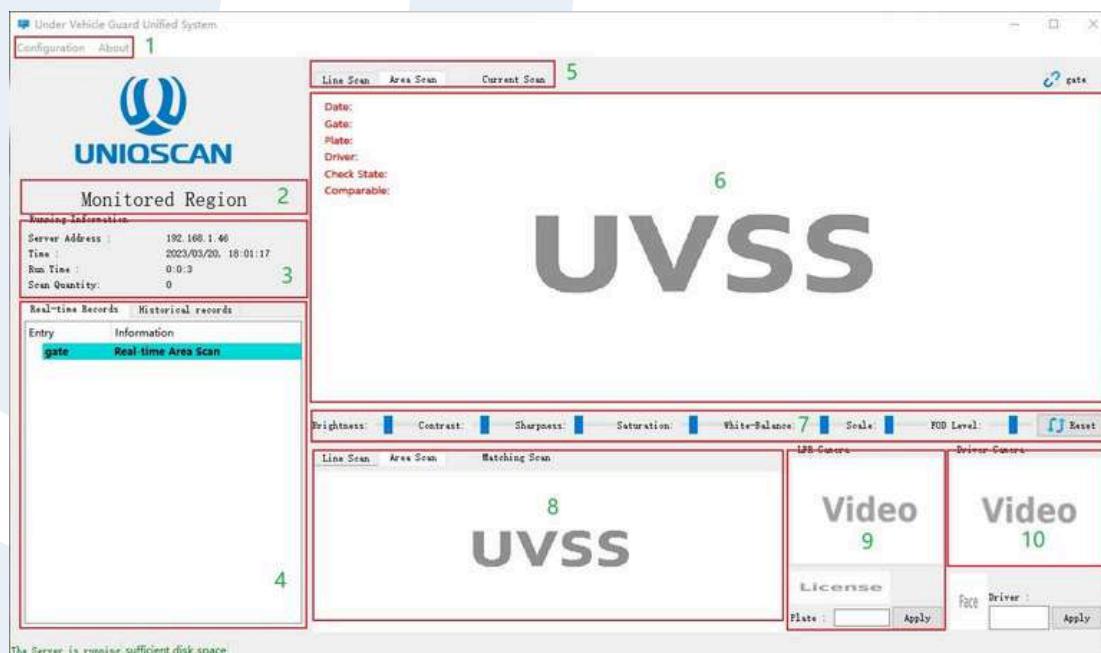 Under Vehicle Guard Unified System
Configuration About 1
UNIQSCAN
Monitored Region 2
Running Information
Server Address : 192.168.1.46
Time : 2023/03/20, 18:01:17
Run Time : 0:0:3
Scan Quantity: 0
3
Real-time Records Historical records
Entry Information
gate Real-time Area Scan
4
The Server is running sufficient disk space
Line Scan Area Scan Current Scan 5
gate
Date:
Gate:
Plate:
Driver:
Check State:
Comparable:
6
UVSS
Brightness: Contrast: Sharpness: Saturation: White-Balance: 7 Scale: FOD Level: Reset
Line Scan Area Scan Matching Scan
8
UVSS
LPR Camera
Video
9
License
Plate : Apply
Driver Camera
Video
10
Face
Driver :
Apply